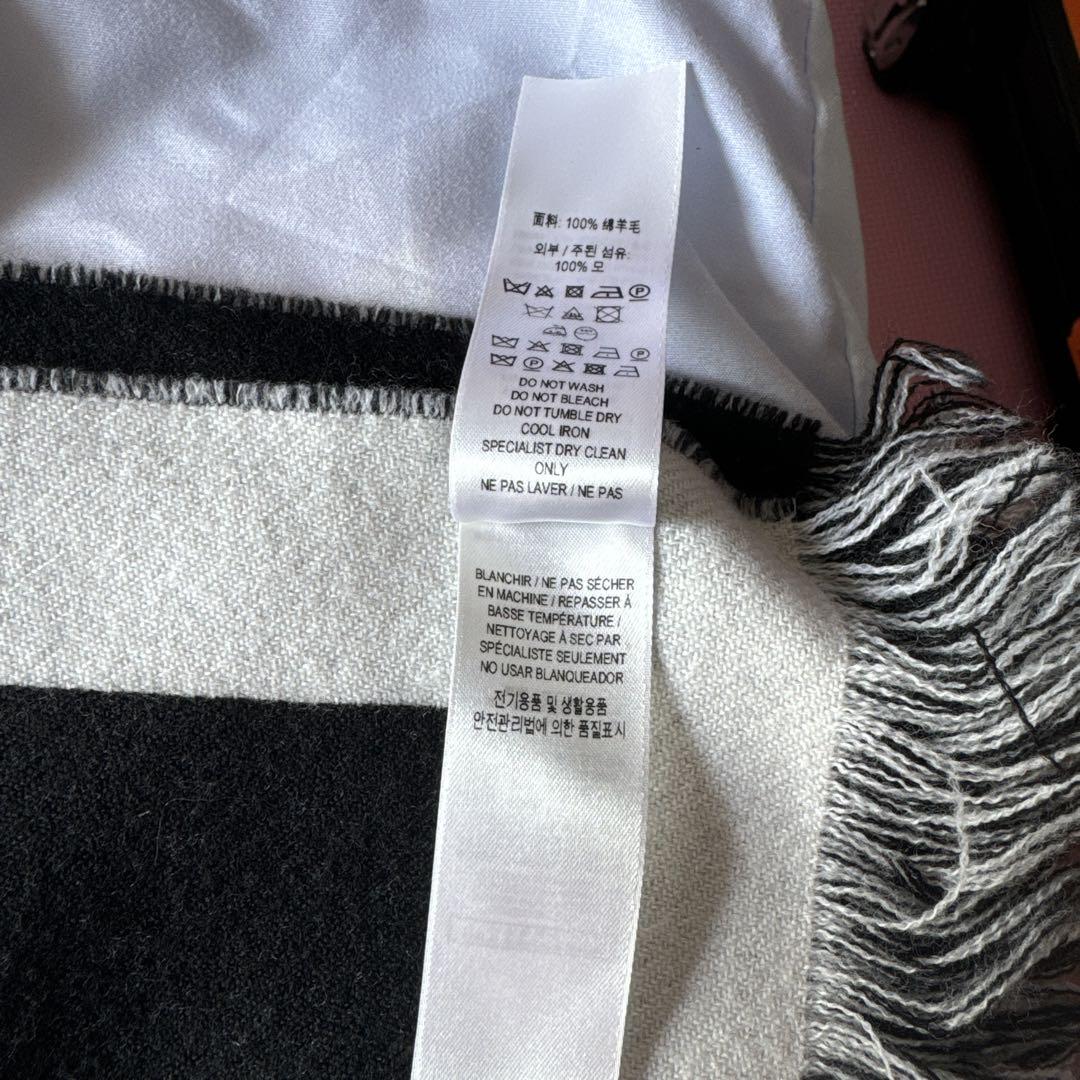 面料: 100% 绵羊毛
외부 / 주된 섬유:
100% 모
P
P
P
DO NOT WASH
DO NOT BLEACH
DO NOT TUMBLE DRY
COOL IRON
SPECIALIST DRY CLEAN
ONLY
NE PAS LAVER / NE PAS
BLANCHIR / NE PAS SÉCHER
EN MACHINE / REPASSER À
BASSE TEMPÉRATURE /
NETTOYAGE À SEC PAR
SPÉCIALISTE SEULEMENT
NO USAR BLANQUEADOR
전기용품 및 생활용품
안전관리법에 의한 품질표시